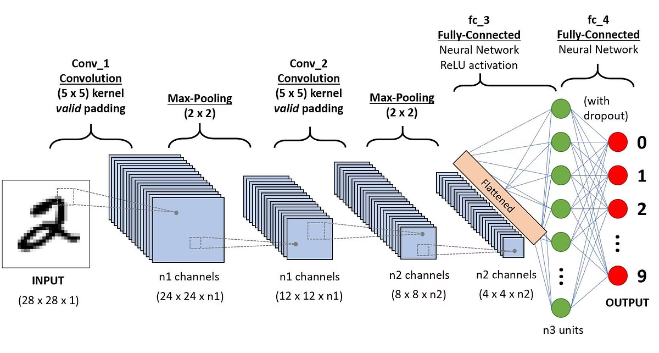 fc_3
Fully-Connected
Neural Network
ReLU activation
fc_4
Fully-Connected
Neural Network
Conv_1
Convolution
(5 x 5) kernel
valid padding
Max-Pooling
(2 x 2)
Conv_2
Convolution
(5 x 5) kernel
valid padding
Max-Pooling
(2 x 2)
(with
dropout)
0
1
2
9
Flattened
2
INPUT
(28 x 28 x 1)
n1 channels
(24 x 24 x n1)
n1 channels
(12 x 12 x n1)
n2 channels
(8 x 8 x n2)
n2 channels
(4 x 4 x n2)
OUTPUT
n3 units